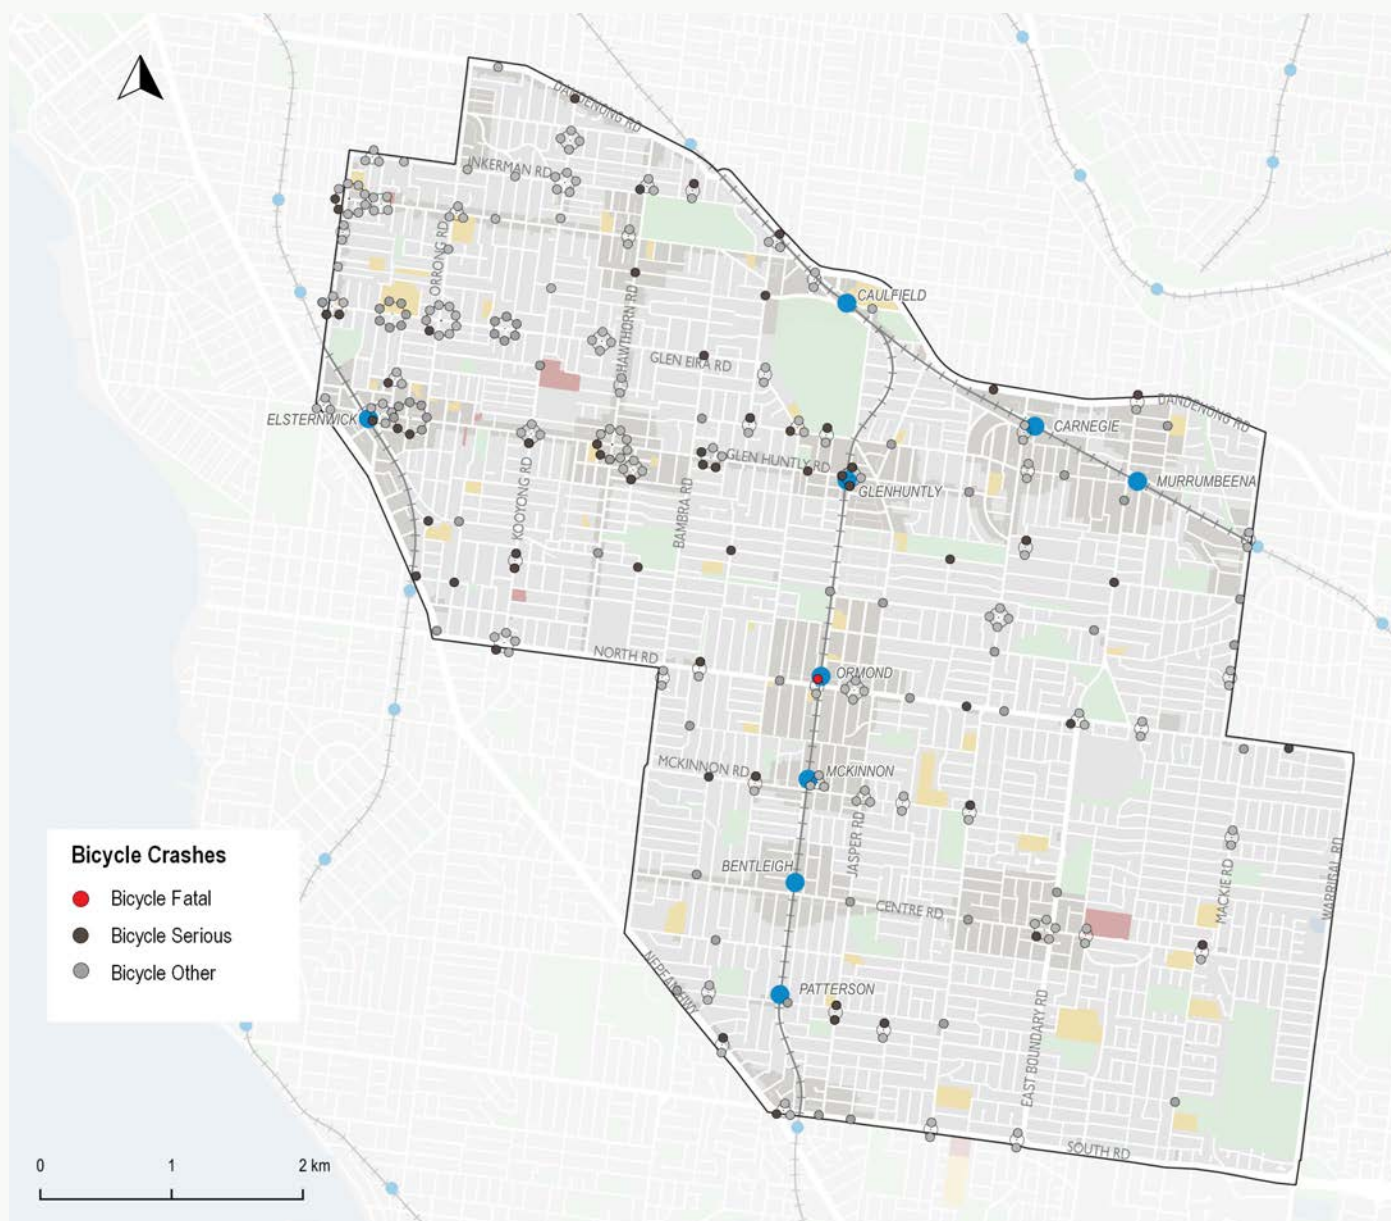 DANDENONG RD
INKERMAN RD
ORRONG RD
CAULFIELD
HAWTHORN RD
GLEN EIRA RD
ELSTERNWICK
CARNEGIE
DANDENONG RD
GLEN HUNTLY RD
GLENHUNTLY
MURRUMBEENA
KOOYONG RD
BAMBRA RD
NORTH RD
ORMOND
MCKINNON RD
MCKINNON
JASPER RD
BENTLEIGH
CENTRE RD
MACKIE RD
WARRIGAL RD
NEPEAN HWY
PATTERSON
EAST BOUNDARY RD
SOUTH RD
Bicycle Crashes
Bicycle Fatal
Bicycle Serious
Bicycle Other
0 1 2 km